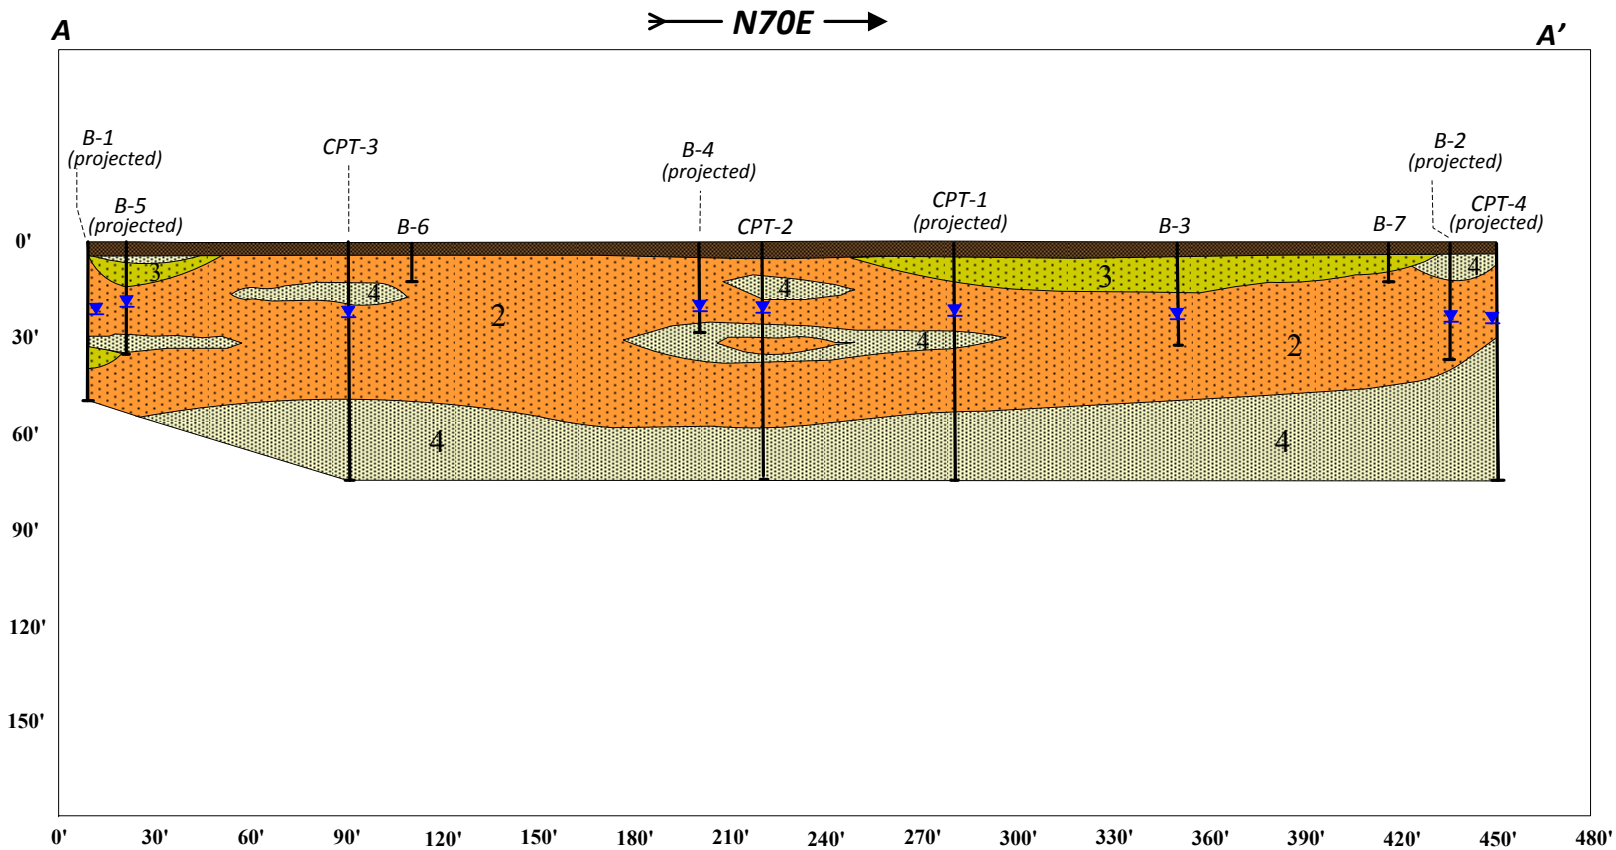 N70E
A
A’
B-1
(projected)
CPT-3
B-4
(projected)
B-2
(projected)
B-5
(projected)
B-6
CPT-2
CPT-1
(projected)
B-3
B-7
CPT-4
(projected)
0'
3
3
4
4
4
2
30'
4
2
60'
4
4
90'
120'
150'
0'
30'
60'
90'
120'
150'
180'
210'
240'
270'
300'
330'
360'
390'
420'
450'
480'